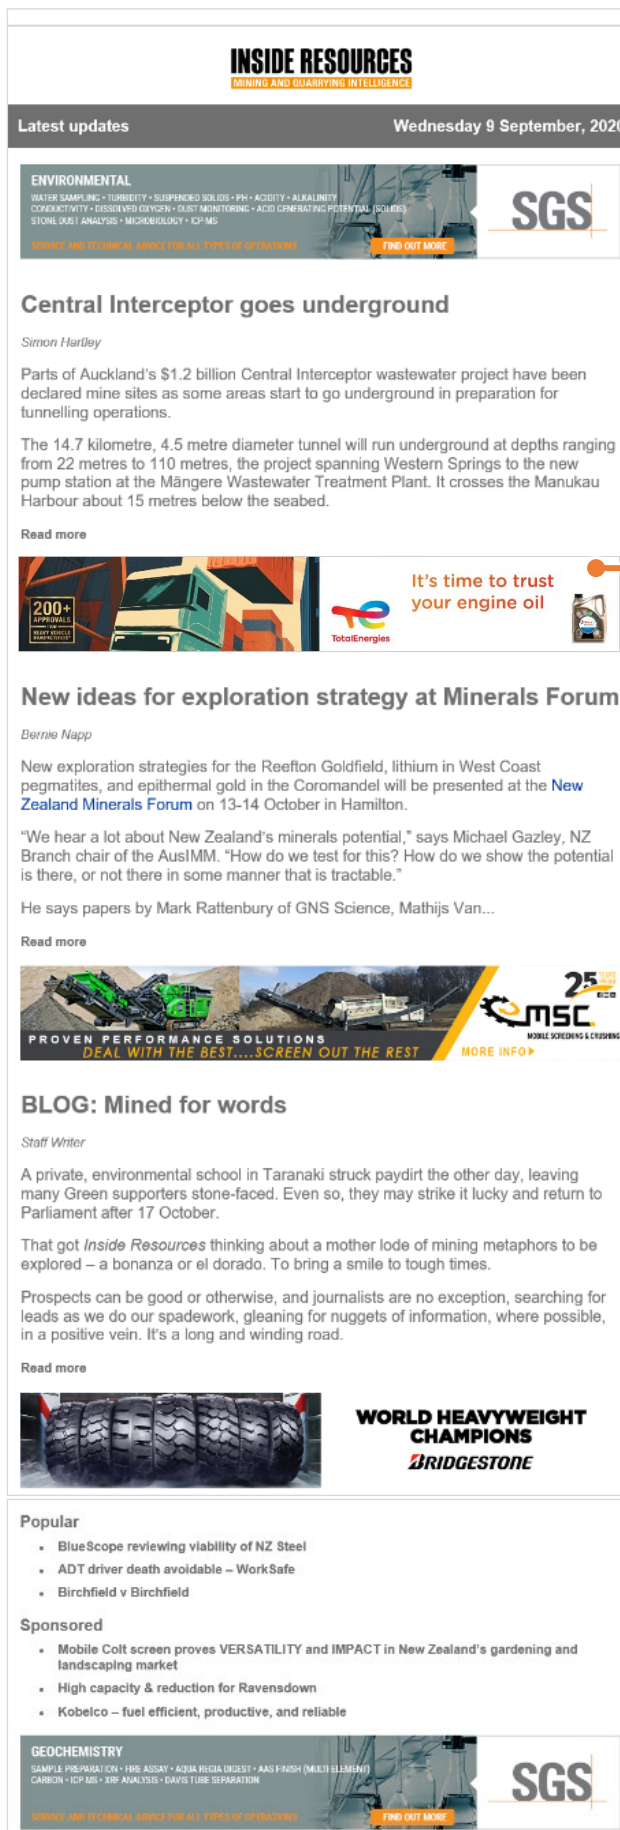 INSIDE RESOURCES
MINING AND QUARRYING INTELLIGENCE
Latest updates
Wednesday 9 September, 2020
ENVIRONMENTAL
WATER SAMPLING • TURBIDITY • SUSPENDED SOLIDS • PH • ACIDITY • ALKALINITY
CONDUCTIVITY • DISSOLVED OXYGEN • DUST MONITORING • ACID GENERATING POTENTIAL (SOLIDS)
STONE DUST ANALYSIS • MICROBIOLOGY • ICP MS
SERVICE AND TECHNICAL ADVICE FOR ALL TYPES OF OPERATIONS
FIND OUT MORE
SGS
Central Interceptor goes underground
Simon Hartley
Parts of Auckland's $1.2 billion Central Interceptor wastewater project have been
declared mine sites as some areas start to go underground in preparation for
tunnelling operations.
The 14.7 kilometre, 4.5 metre diameter tunnel will run underground at depths ranging
from 22 metres to 110 metres, the project spanning Western Springs to the new
pump station at the Māngere Wastewater Treatment Plant. It crosses the Manukau
Harbour about 15 metres below the seabed.
Read more
200+
APPROVALS
FROM
HEAVY VEHICLE
MANUFACTURERS*
TotalEnergies
It's time to trust
your engine oil
New ideas for exploration strategy at Minerals Forum
Bernie Napp
New exploration strategies for the Reefton Goldfield, lithium in West Coast
pegmatites, and epithermal gold in the Coromandel will be presented at the New
Zealand Minerals Forum on 13-14 October in Hamilton.
“We hear a lot about New Zealand's minerals potential,” says Michael Gazley, NZ
Branch chair of the AusIMM. “How do we test for this? How do we show the potential
is there, or not there in some manner that is tractable.”
He says papers by Mark Rattenbury of GNS Science, Mathijs Van...
Read more
PROVEN PERFORMANCE SOLUTIONS
DEAL WITH THE BEST....SCREEN OUT THE REST
25
YEARS
MSC
MOBILE SCREENING & CRUSHING
MORE INFO
BLOG: Mined for words
Staff Writer
A private, environmental school in Taranaki struck paydirt the other day, leaving
many Green supporters stone-faced. Even so, they may strike it lucky and return to
Parliament after 17 October.
That got Inside Resources thinking about a mother lode of mining metaphors to be
explored – a bonanza or el dorado. To bring a smile to tough times.
Prospects can be good or otherwise, and journalists are no exception, searching for
leads as we do our spadework, gleaning for nuggets of information, where possible,
in a positive vein. It's a long and winding road.
Read more
WORLD HEAVYWEIGHT
CHAMPIONS
BRIDGESTONE
Popular
• BlueScope reviewing viability of NZ Steel
• ADT driver death avoidable – WorkSafe
• Birchfield v Birchfield
Sponsored
• Mobile Colt screen proves VERSATILITY and IMPACT in New Zealand's gardening and
landscaping market
• High capacity & reduction for Ravensdown
• Kobelco – fuel efficient, productive, and reliable
GEOCHEMISTRY
SAMPLE PREPARATION • FIRE ASSAY • AQUA REGIA DIGEST • AAS FINISH (MULTI ELEMENT)
CARBON • ICP MS • XRF ANALYSIS • DAVIS TUBE SEPARATION
SERVICE AND TECHNICAL ADVICE FOR ALL TYPES OF OPERATIONS
FIND OUT MORE
SGS